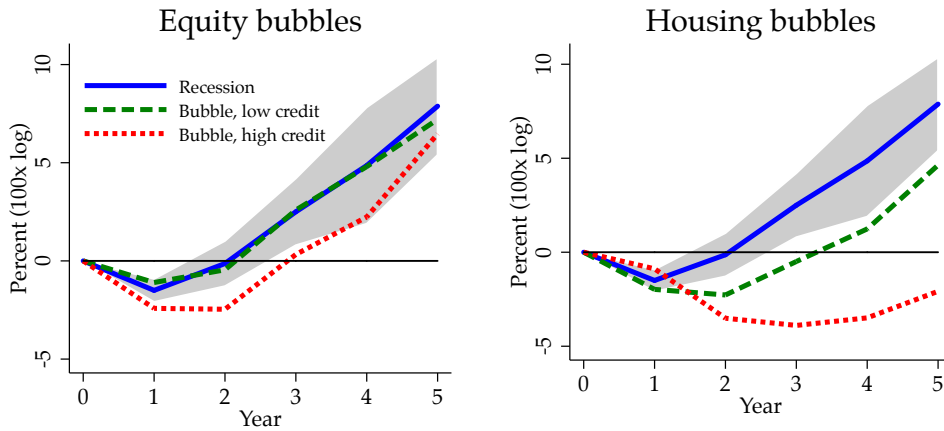 Equity bubbles
Percent (100x log)
10
5
0
-5
Recession
Bubble, low credit
Bubble, high credit
0 1 2 3 4 5
Year
Housing bubbles
Percent (100x log)
10
5
0
-5
0 1 2 3 4 5
Year